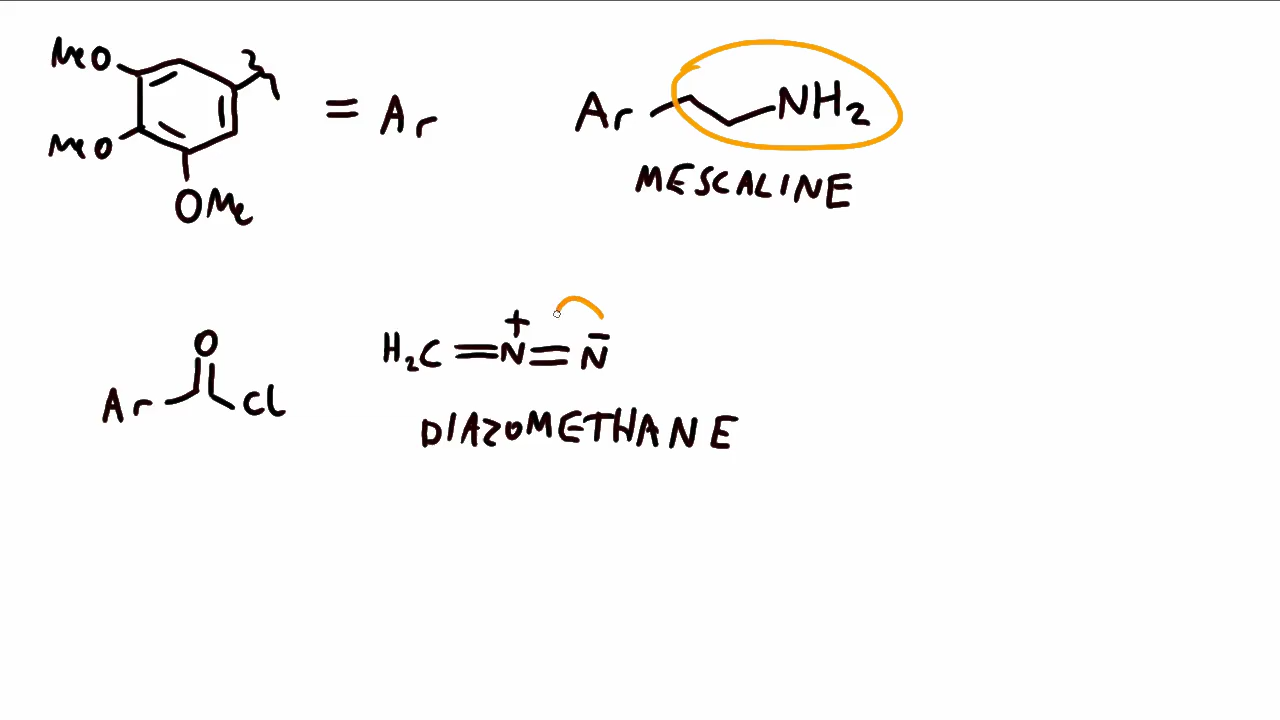 MeO
MeO
OMe
= Ar
Ar NH2
MESCALINE
O
Ar Cl
H2C=N+=N−
DIAZOMETHANE